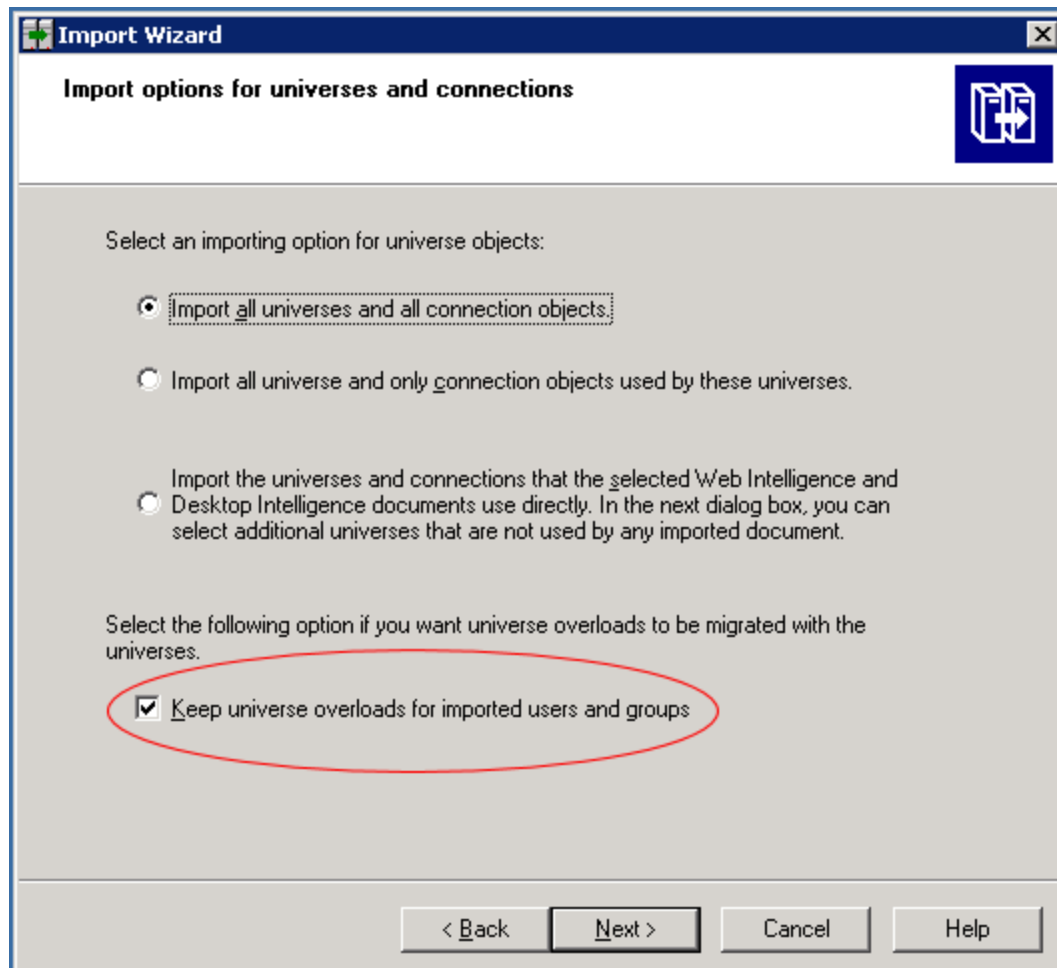 Import Wizard
Import options for universes and connections
Select an importing option for universe objects:
Import all universes and all connection objects.
Import all universe and only connection objects used by these universes.
Import the universes and connections that the selected Web Intelligence and
Desktop Intelligence documents use directly. In the next dialog box, you can
select additional universes that are not used by any imported document.
Select the following option if you want universe overloads to be migrated with the
universes.
Keep universe overloads for imported users and groups
< Back Next > Cancel Help